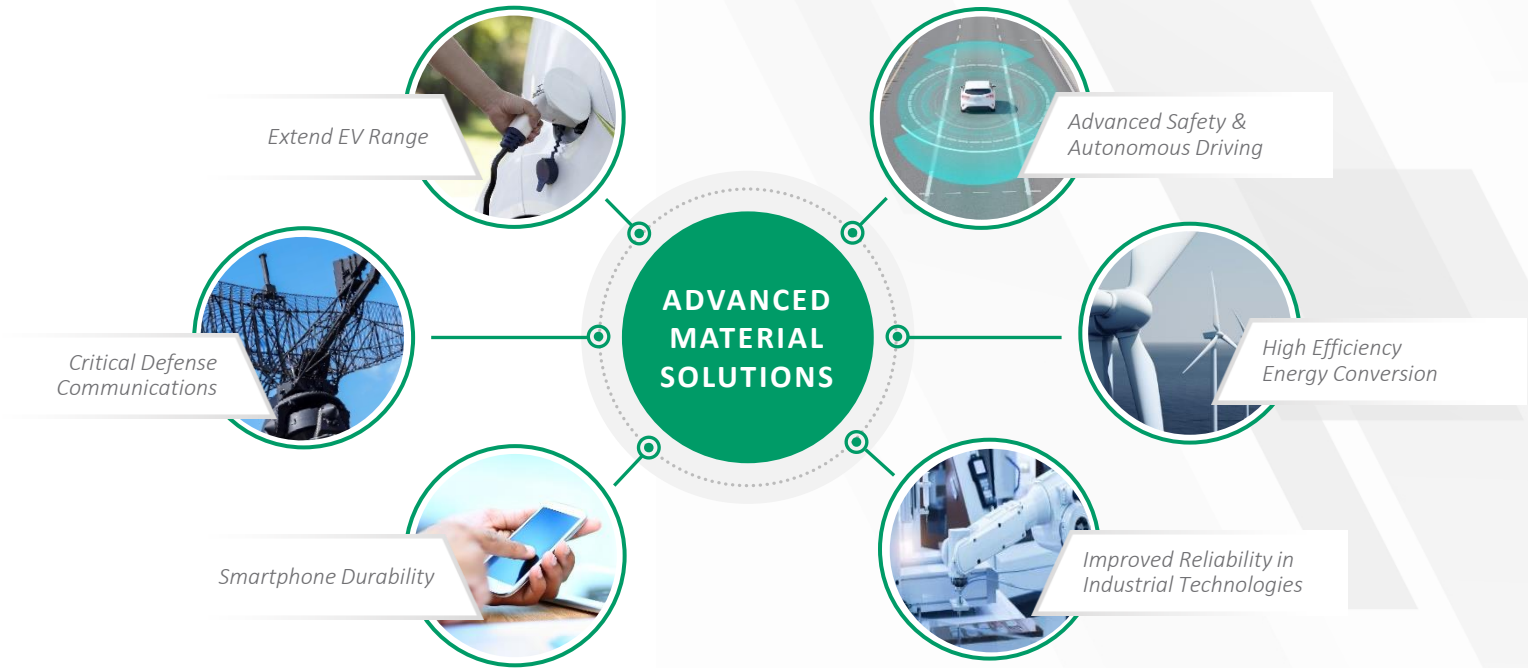 Extend EV Range
Advanced Safety &
Autonomous Driving
ADVANCED
MATERIAL
SOLUTIONS
Critical Defense
Communications
High Efficiency
Energy Conversion
Smartphone Durability
Improved Reliability in
Industrial Technologies